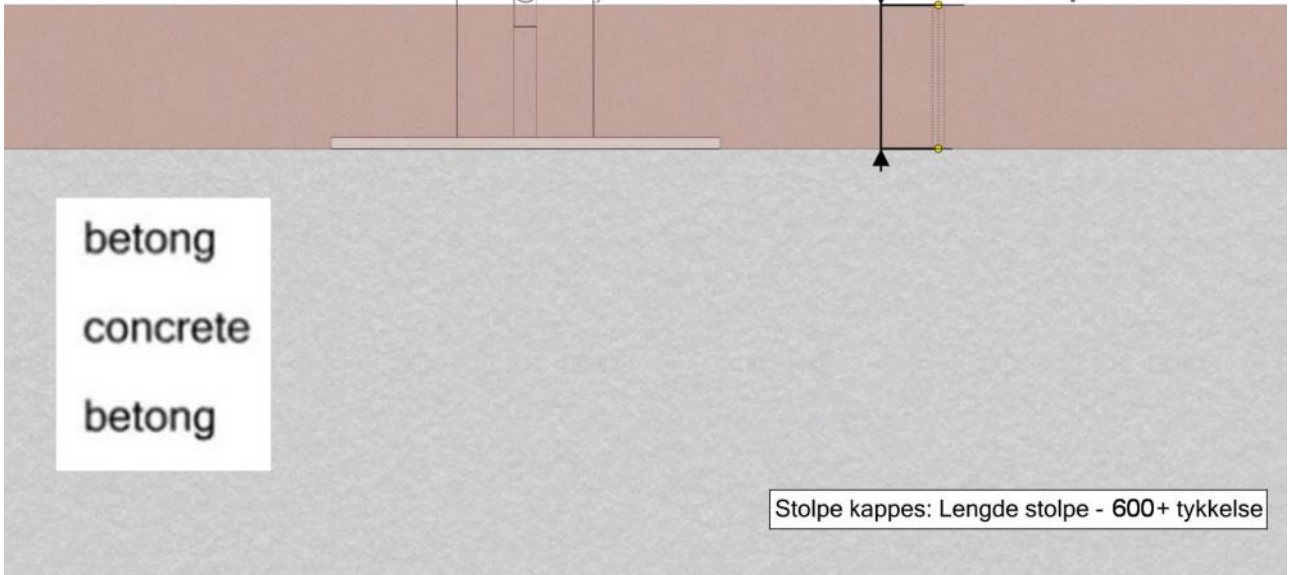 betong
concrete
betong
Stolpe kappes: Lengde stolpe - 600+ tykkelse